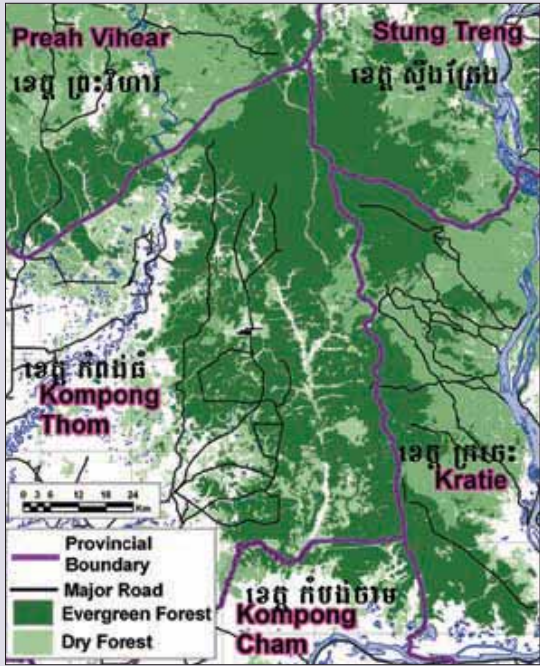 Preah Vihear
ខេត្ត ព្រះវិហារ
Stung Treng
ខេត្ត ស្ទឹងត្រែង
ខេត្ត កំពង់ធំ
Kompong
Thom
ខេត្ត ក្រចេះ
Kratie
0 3 6 12 18 24
Km
Provincial
Boundary
Major Road
Evergreen Forest
Dry Forest
ខេត្ត កំបង់ចាម
Kompong
Cham